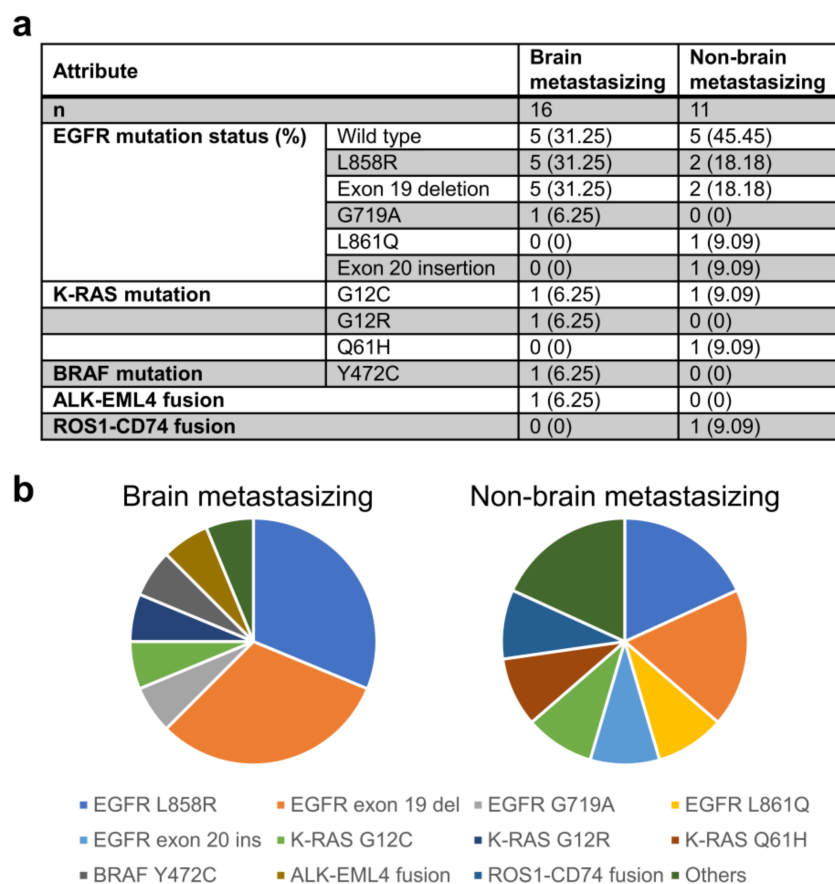 a
Attribute Brain metastasizing Non-brain metastasizing
n 16 11
EGFR mutation status (%) Wild type 5 (31.25) 5 (45.45)
L858R 5 (31.25) 2 (18.18)
Exon 19 deletion 5 (31.25) 2 (18.18)
G719A 1 (6.25) 0 (0)
L861Q 0 (0) 1 (9.09)
Exon 20 insertion 0 (0) 1 (9.09)
K-RAS mutation G12C 1 (6.25) 1 (9.09)
G12R 1 (6.25) 0 (0)
Q61H 0 (0) 1 (9.09)
BRAF mutation Y472C 1 (6.25) 0 (0)
ALK-EML4 fusion 1 (6.25) 0 (0)
ROS1-CD74 fusion 0 (0) 1 (9.09)
b
Brain metastasizing Non-brain metastasizing
EGFR L858R EGFR exon 19 del EGFR G719A EGFR L861Q
EGFR exon 20 ins K-RAS G12C K-RAS G12R K-RAS Q61H
BRAF Y472C ALK-EML4 fusion ROS1-CD74 fusion Others